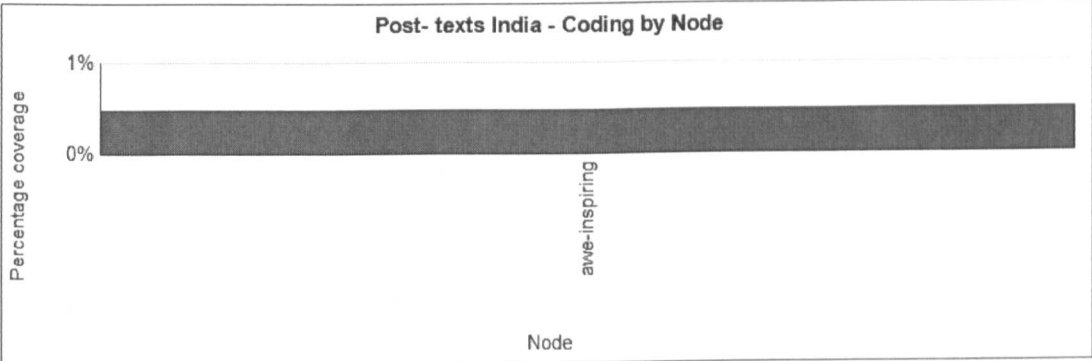 Post- texts India - Coding by Node
1%
0%
Percentage coverage
awe-inspiring
Node